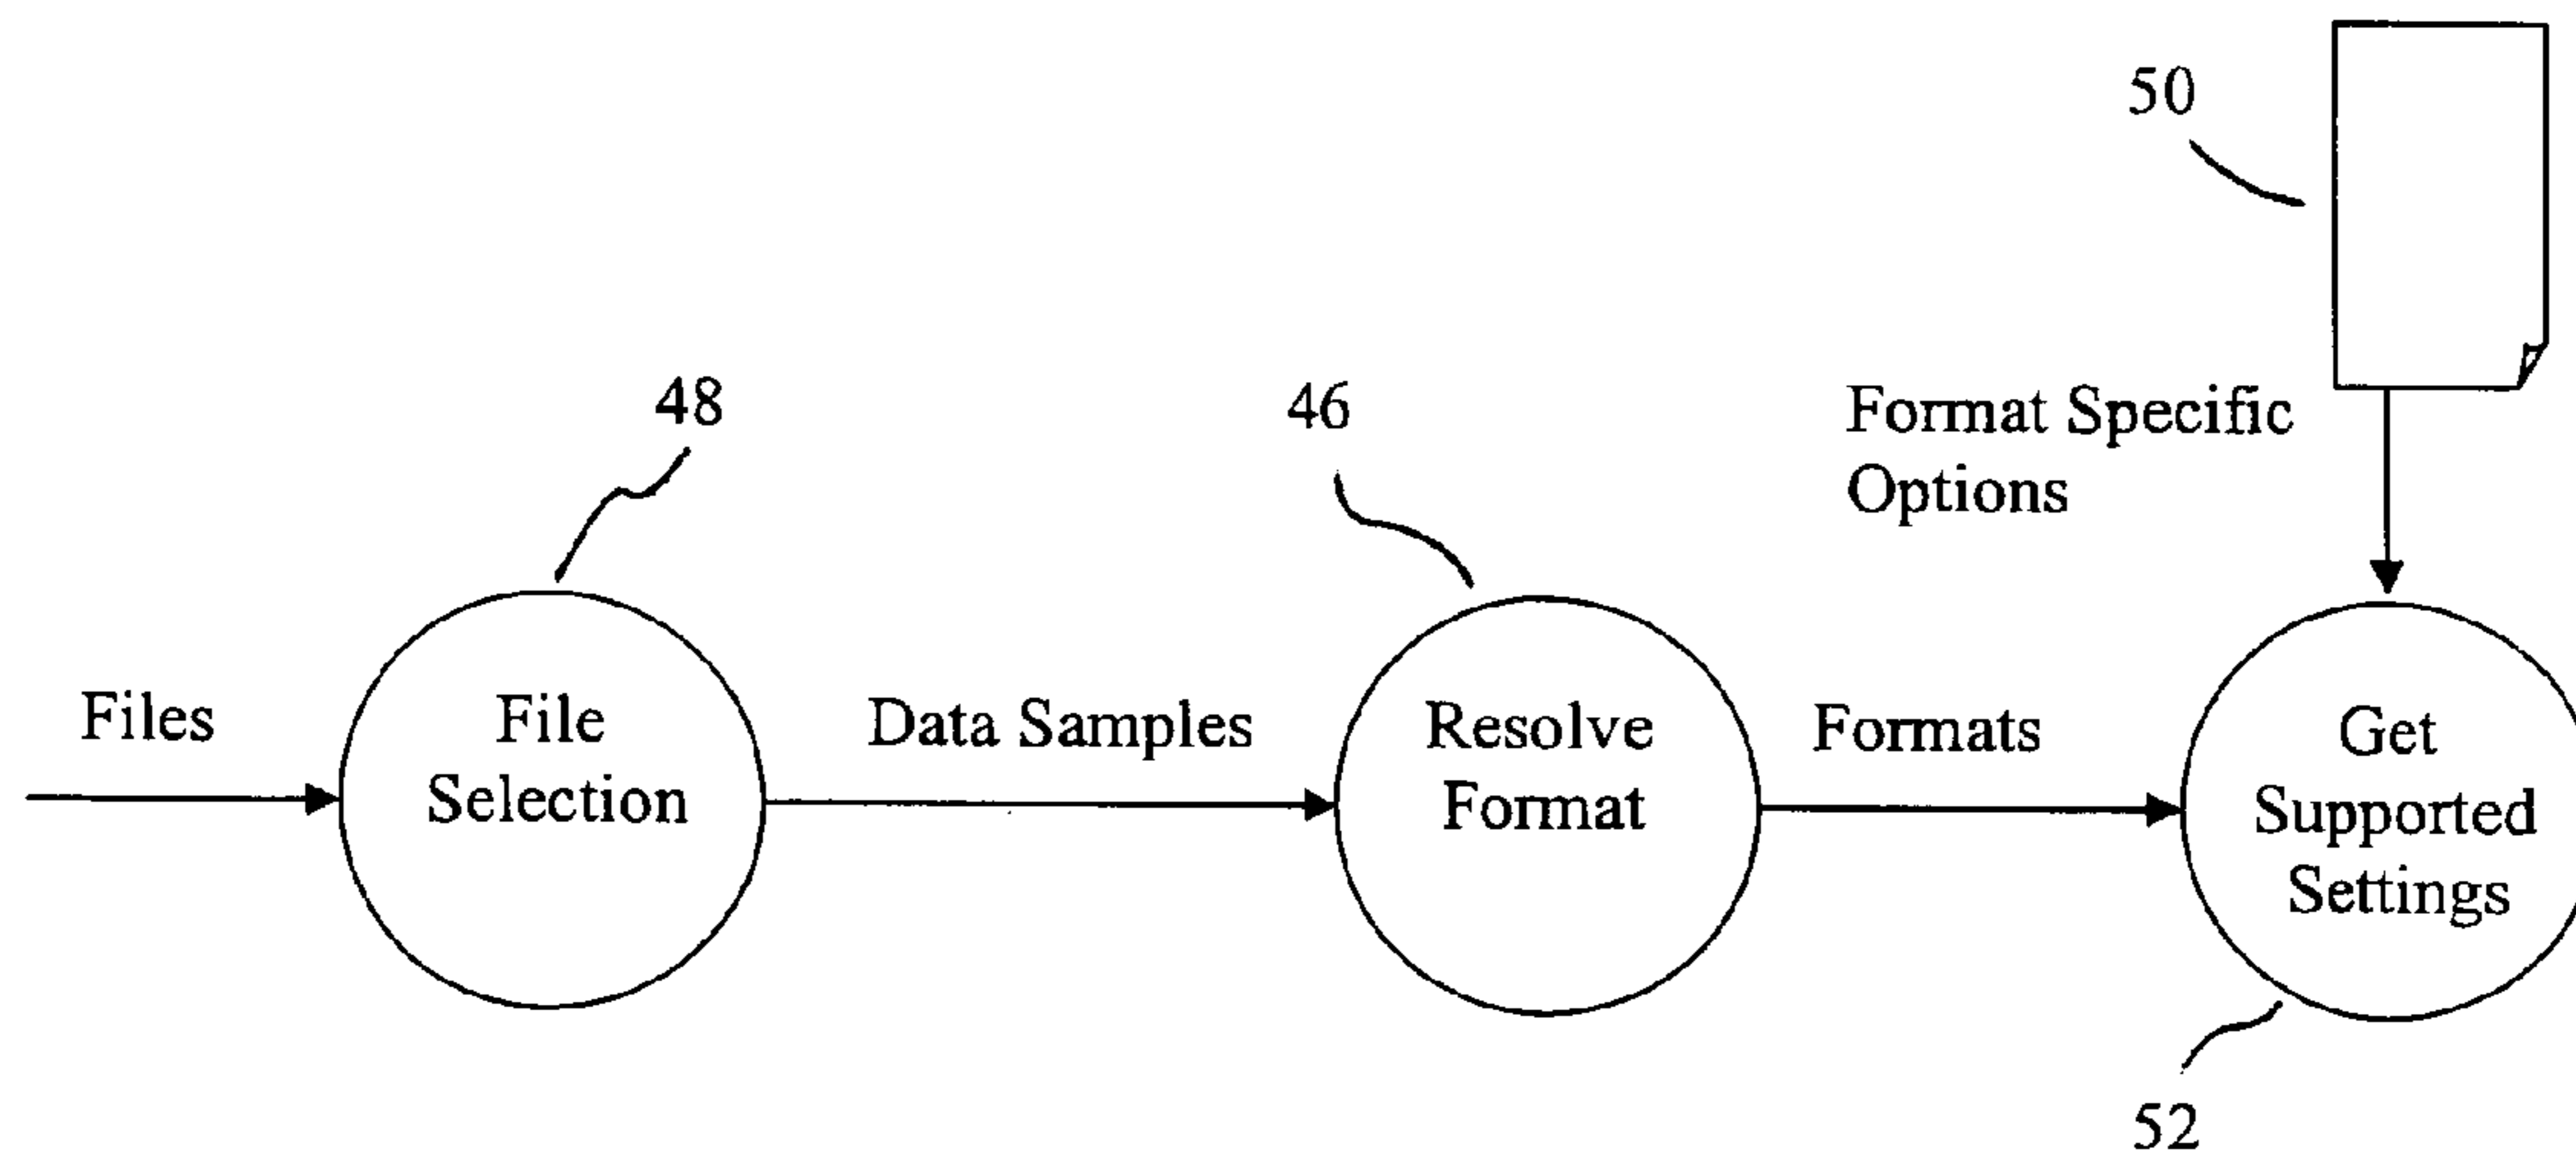 50
48
46
Format Specific
Options
Files
File
Selection
Data Samples
Resolve
Format
Formats
Get
Supported
Settings
52